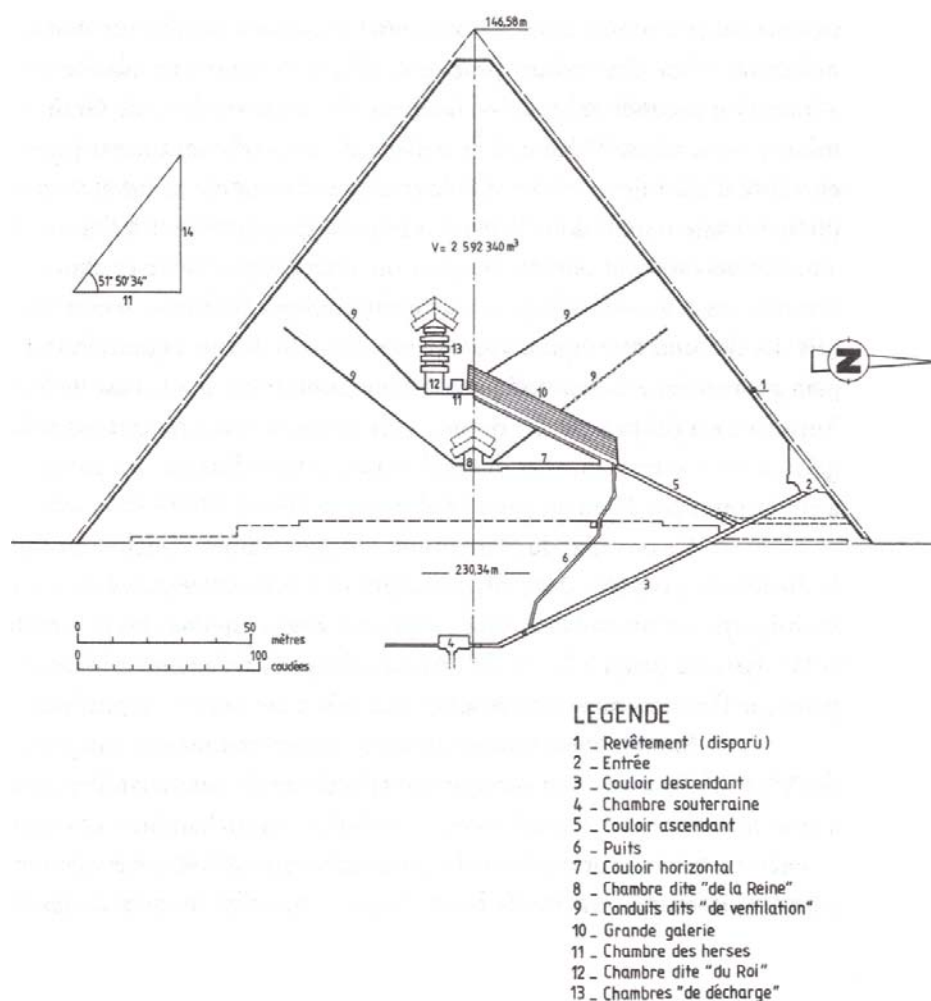 146,58m
14
V= 2 592 340 m³
51° 50'34"
11
9
9
9
9
13
12
11
10
N
1
8
7
5
2
6
230,34m
3
4
0 50 mètres
0 100 coudées
LEGENDE
1 _ Revêtement (disparu)
2 _ Entrée
3 _ Couloir descendant
4 _ Chambre souterraine
5 _ Couloir ascendant
6 _ Puits
7 _ Couloir horizontal
8 _ Chambre dite "de la Reine"
9 _ Conduits dits "de ventilation"
10 _ Grande galerie
11 _ Chambre des herses
12 _ Chambre dite "du Roi"
13 _ Chambres "de décharge"